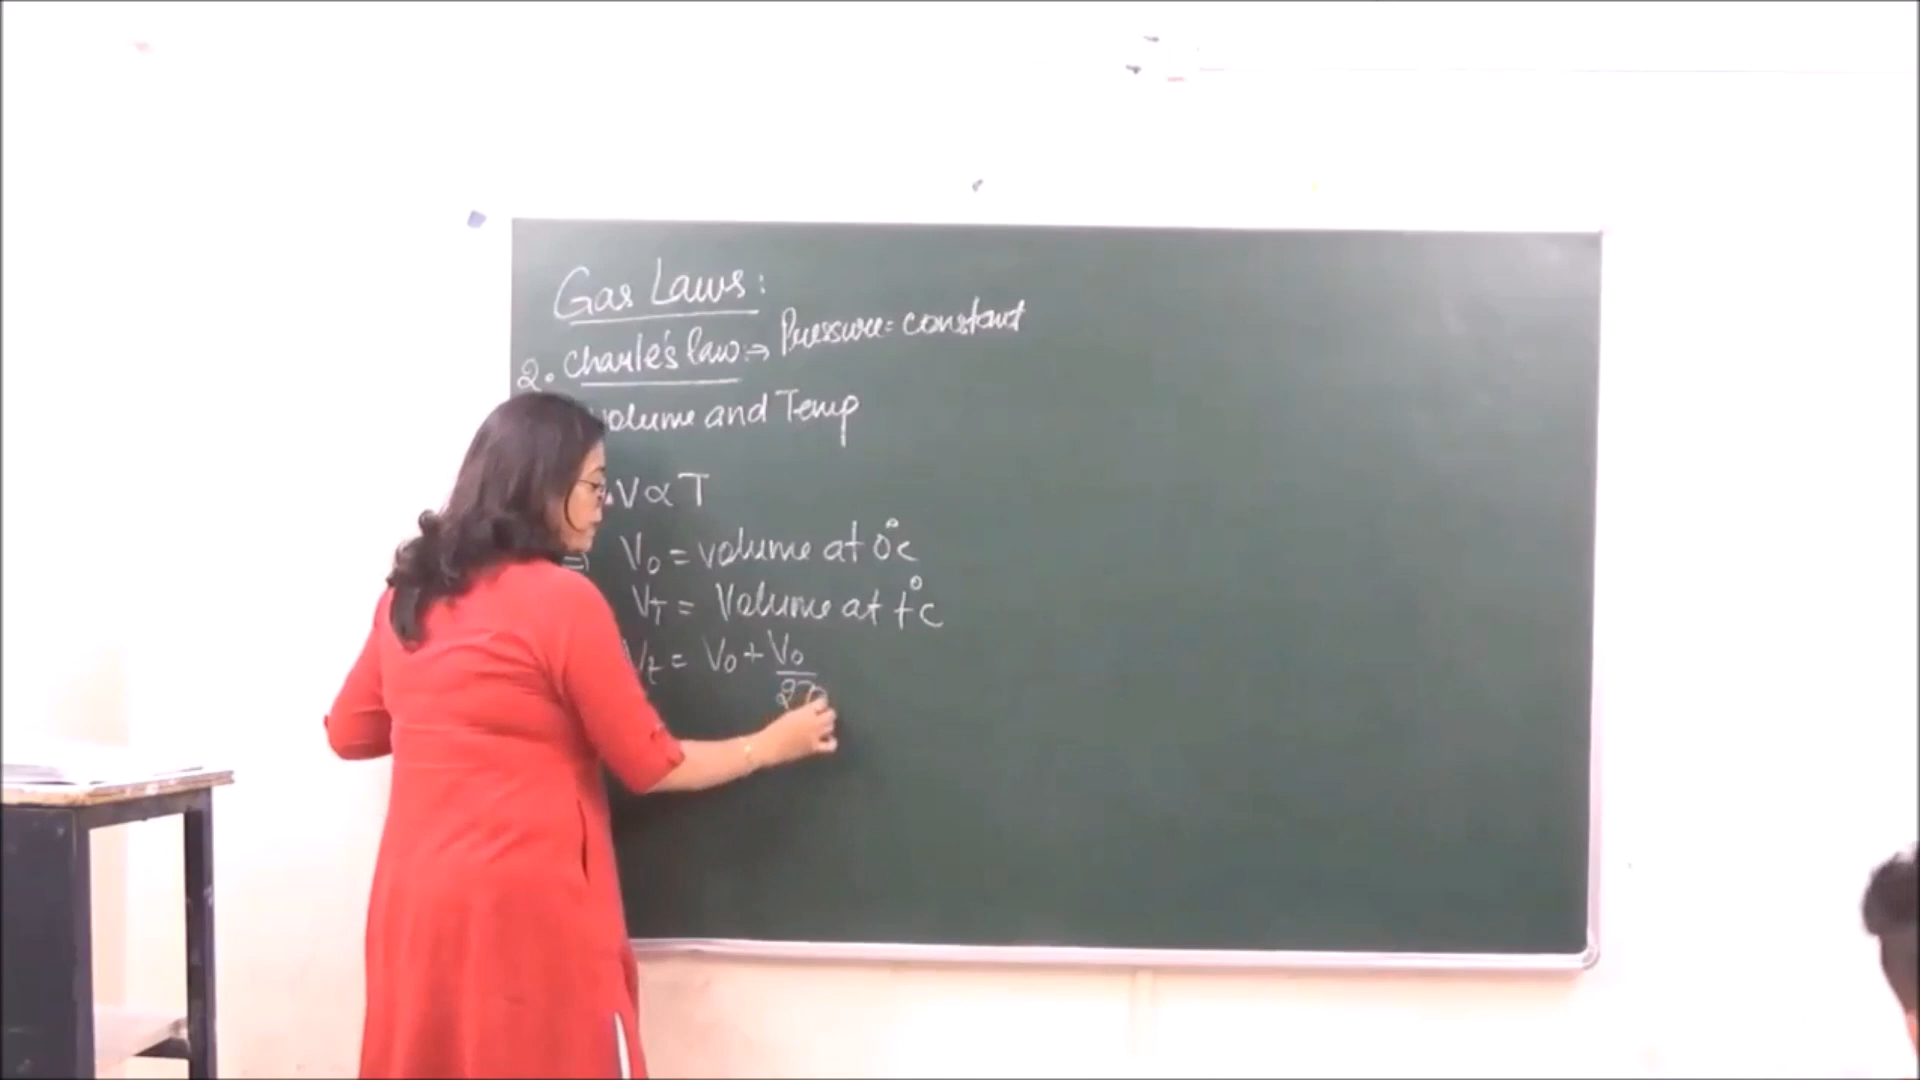 Gas Laws:
2. Charle's law:→ Pressure = constant
volume and Temp
V ∝ T
⇒ V₀ = volume at 0°c
V_T = Volume at t°c
V_t = V₀ + V₀/27